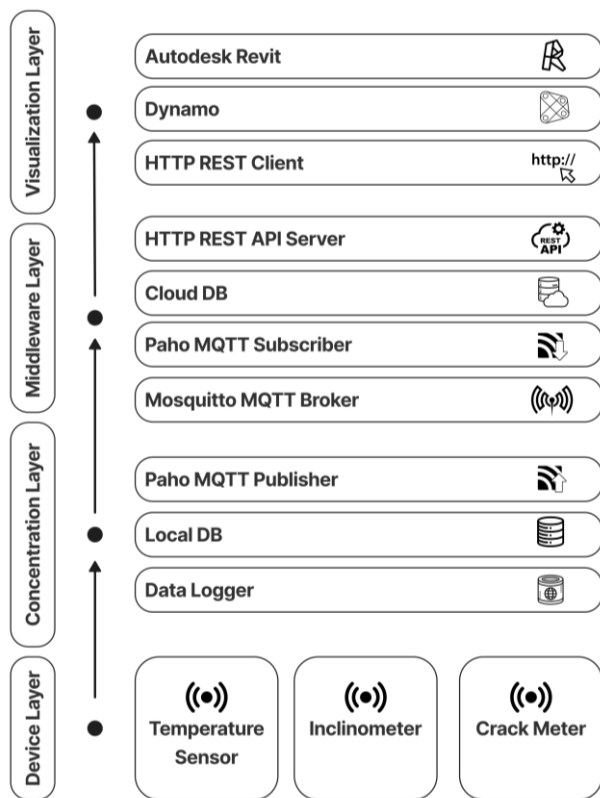 Visualization Layer
Autodesk Revit
Dynamo
HTTP REST Client
http://
Middleware Layer
HTTP REST API Server
REST
API
Cloud DB
Paho MQTT Subscriber
Mosquitto MQTT Broker
Concentration Layer
Paho MQTT Publisher
Local DB
Data Logger
Device Layer
Temperature
Sensor
Inclinometer
Crack Meter